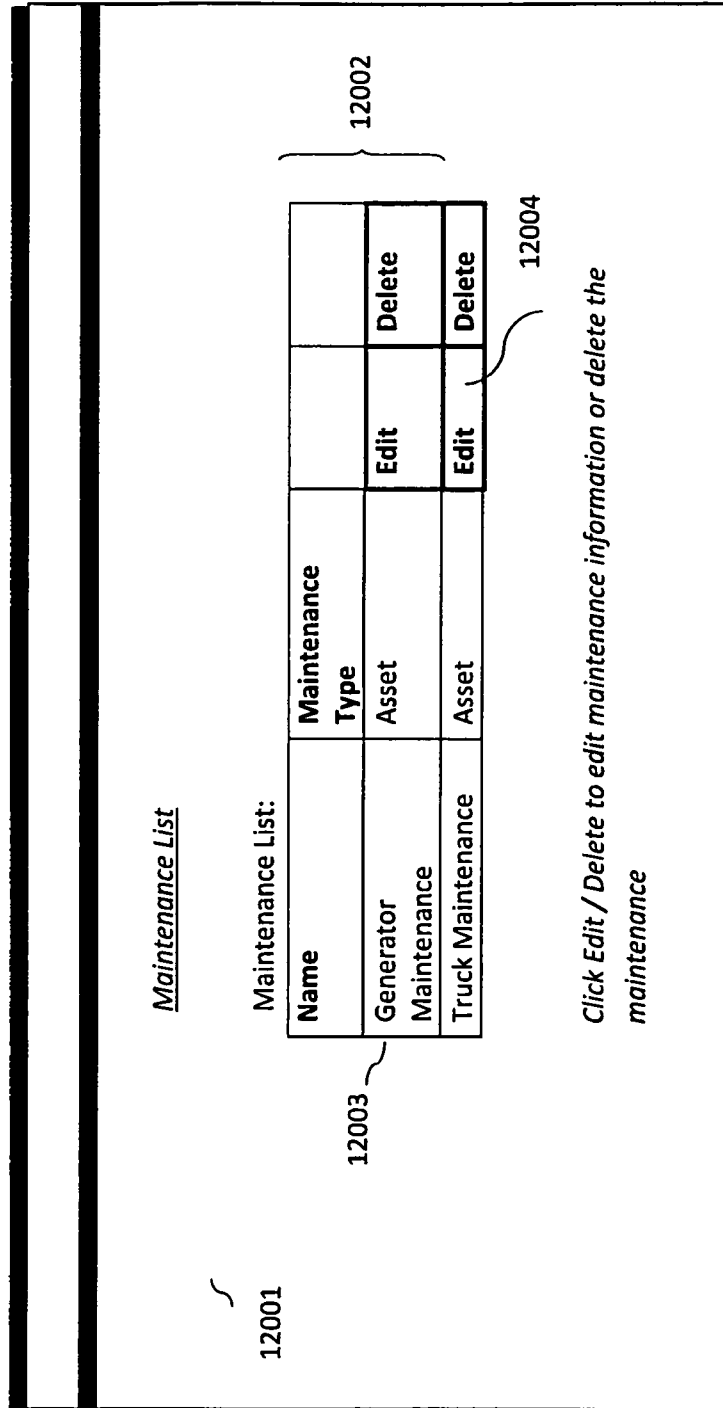 Maintenance List
Maintenance List:
12002
Name Maintenance
Type
12003 Generator
Maintenance Asset Edit Delete
Truck Maintenance Asset Edit Delete
12004
12001
Click Edit / Delete to edit maintenance information or delete the
maintenance